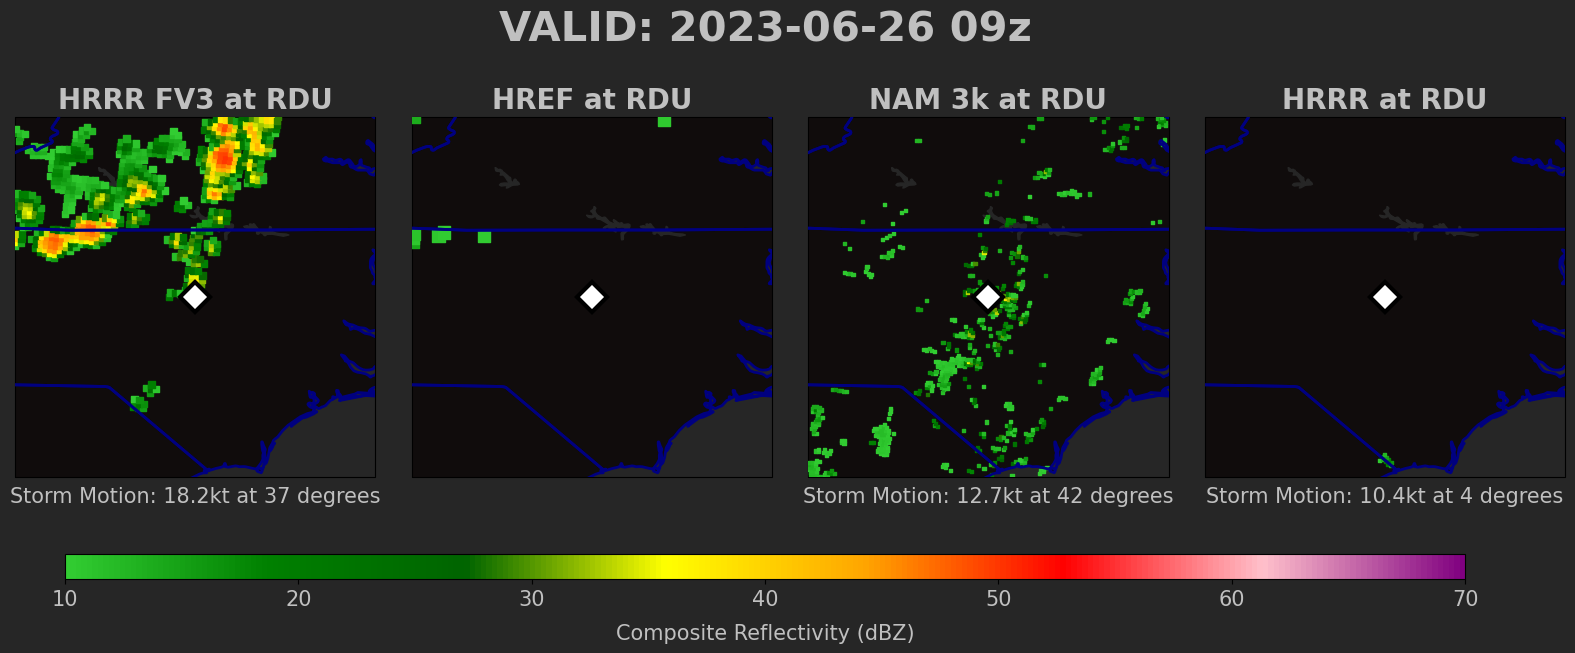 VALID: 2023-06-26 09z
HRRR FV3 at RDU
HREF at RDU
NAM 3k at RDU
HRRR at RDU
Storm Motion: 18.2kt at 37 degrees
Storm Motion: 12.7kt at 42 degrees
Storm Motion: 10.4kt at 4 degrees
10 20 30 40 50 60 70
Composite Reflectivity (dBZ)